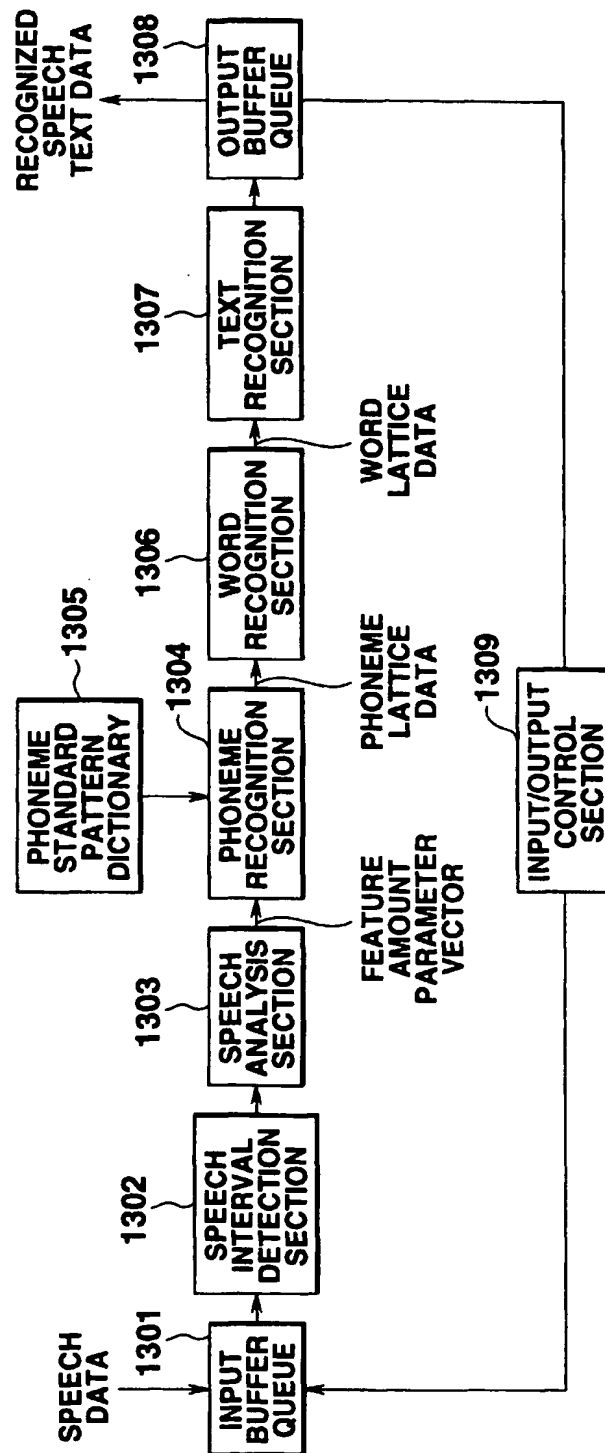 SPEECH
DATA
1301
INPUT
BUFFER
QUEUE
1302
SPEECH
INTERVAL
DETECTION
SECTION
1303
SPEECH
ANALYSIS
SECTION
FEATURE
AMOUNT
PARAMETER
VECTOR
PHONEME
STANDARD
PATTERN
DICTIONARY
1305
1304
PHONEME
RECOGNITION
SECTION
PHONEME
LATTICE
DATA
1306
WORD
RECOGNITION
SECTION
WORD
LATTICE
DATA
1307
TEXT
RECOGNITION
SECTION
RECOGNIZED
SPEECH
TEXT DATA
1308
OUTPUT
BUFFER
QUEUE
1309
INPUT/OUTPUT
CONTROL
SECTION